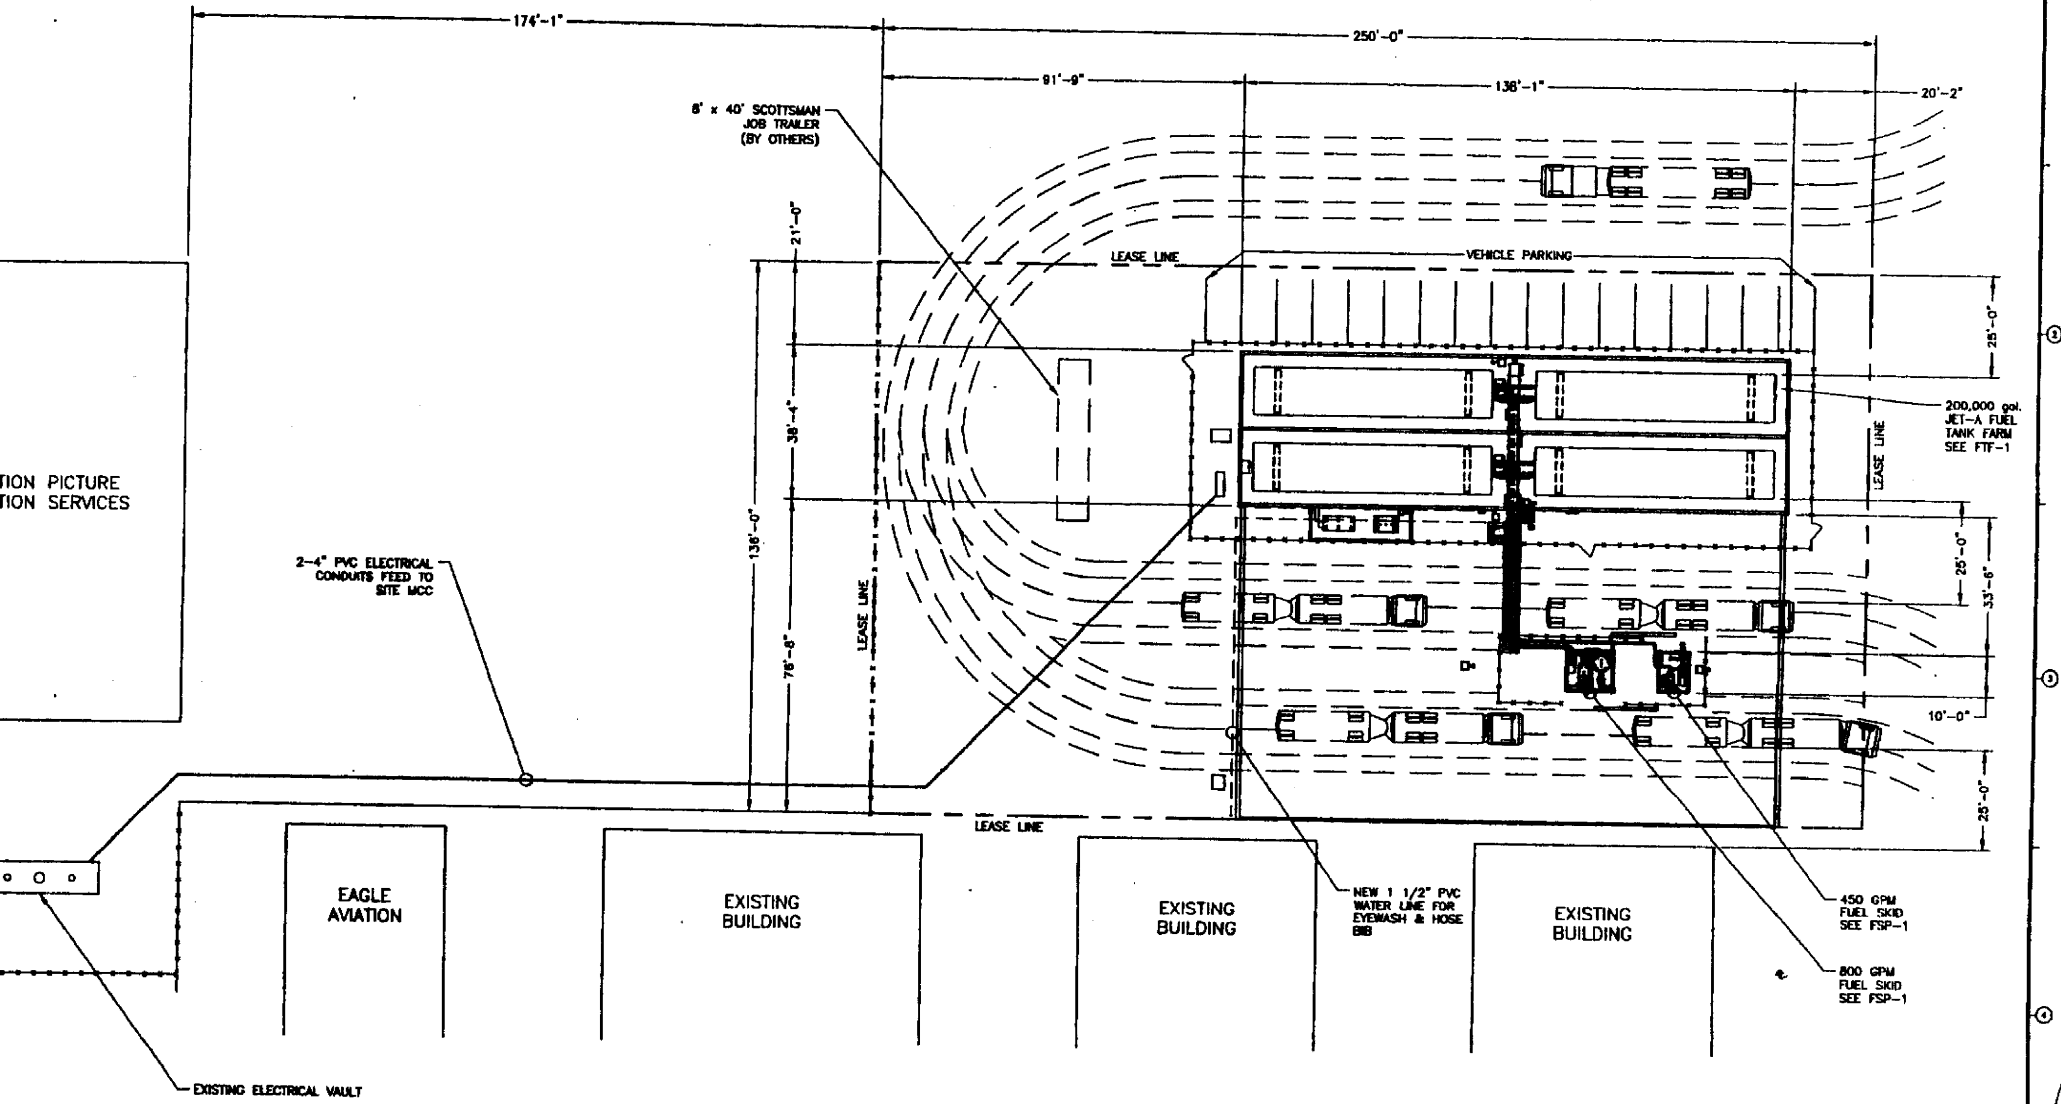 174'-1"
250'-0"
91'-9"
138'-1"
20'-2"
8' x 40' SCOTTSMAN
JOB TRAILER
(BY OTHERS)
21'-0"
LEASE LINE
VEHICLE PARKING
25'-0"
2
38'-4"
200,000 gal.
JET-A FUEL
TANK FARM
SEE FTF-1
LEASE LINE
TION PICTURE
TION SERVICES
136'-0"
25'-0"
33'-6"
2-4" PVC ELECTRICAL
CONDUITS FEED TO
SITE MCC
LEASE LINE
76'-8"
3
10'-0"
25'-0"
LEASE LINE
EAGLE
AVIATION
EXISTING
BUILDING
EXISTING
BUILDING
NEW 1 1/2" PVC
WATER LINE FOR
EYEWASH & HOSE
BIB
EXISTING
BUILDING
450 GPM
FUEL SKID
SEE FSP-1
800 GPM
FUEL SKID
SEE FSP-1
4
EXISTING ELECTRICAL VAULT